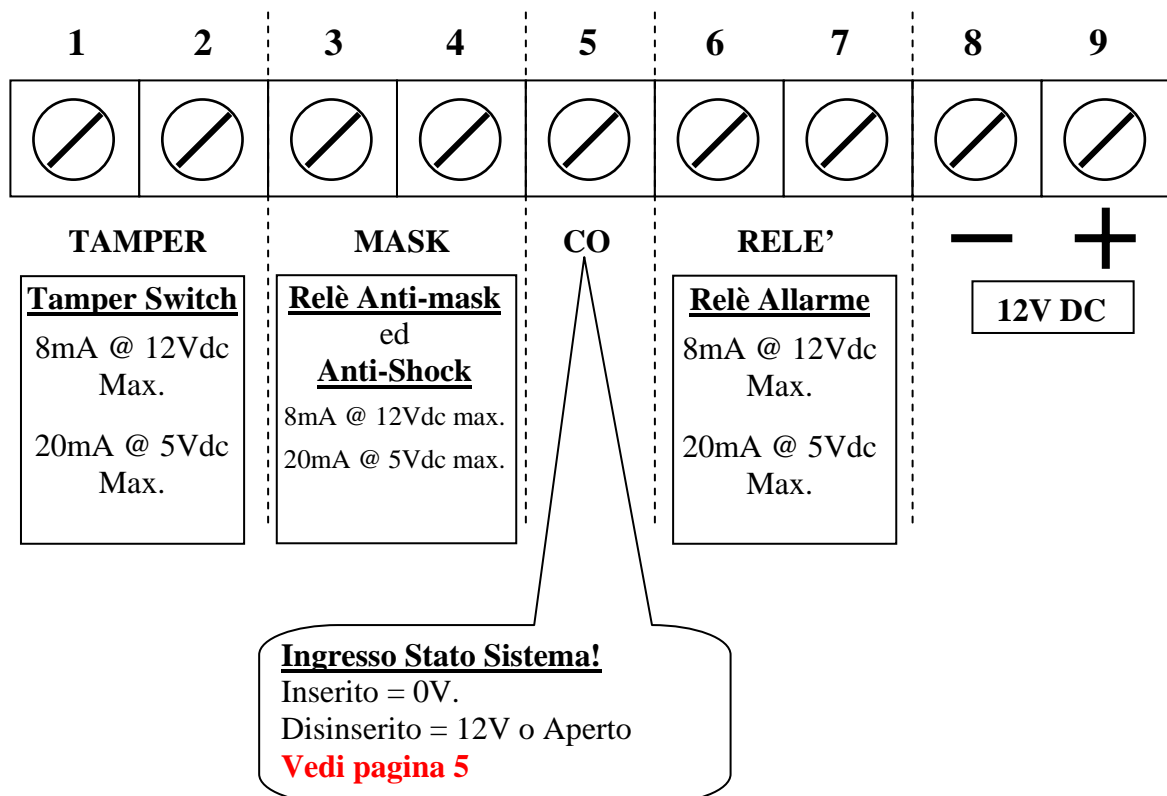 1 2 3 4 5 6 7 8 9
TAMPER MASK CO RELE’ — +
Tamper Switch
8mA @ 12Vdc
Max.
20mA @ 5Vdc
Max.
Relè Anti-mask
ed
Anti-Shock
8mA @ 12Vdc max.
20mA @ 5Vdc max.
Relè Allarme
8mA @ 12Vdc
Max.
20mA @ 5Vdc
Max.
12V DC
Ingresso Stato Sistema!
Inserito = 0V.
Disinserito = 12V o Aperto
Vedi pagina 5